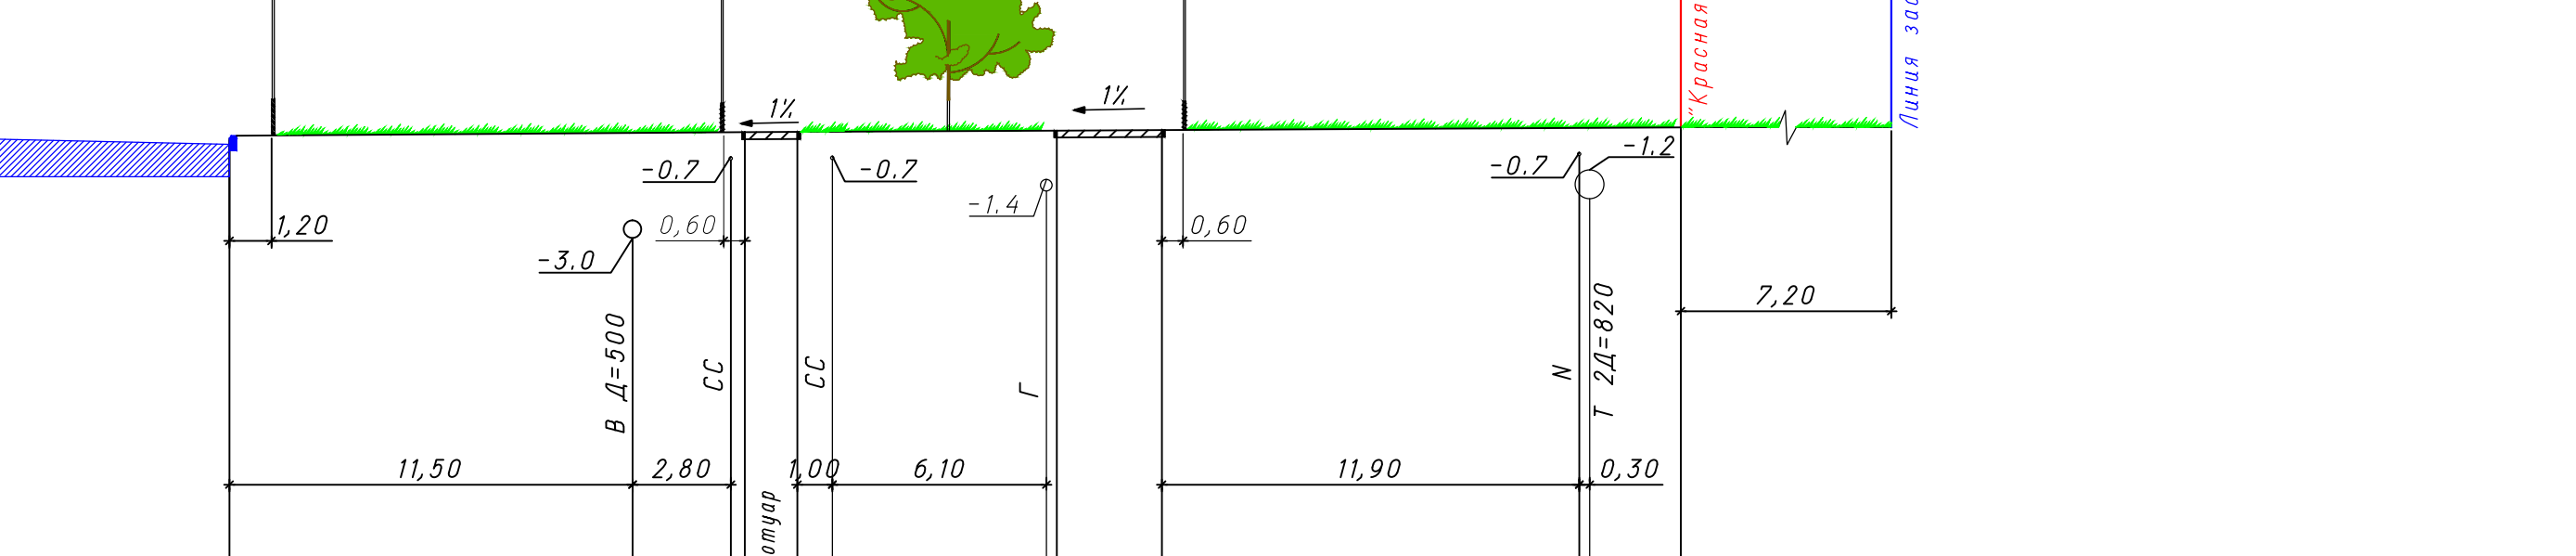 "Красная
Линия
1%
1%
-0.7
-0.7
-0.7
-1.2
-1.4
1,20
0,60
0,60
-3.0
7,20
В Д=500
СС
СС
Г
N
Т 2Д=820
11,50
2,80
1,00
6,10
11,90
0,30